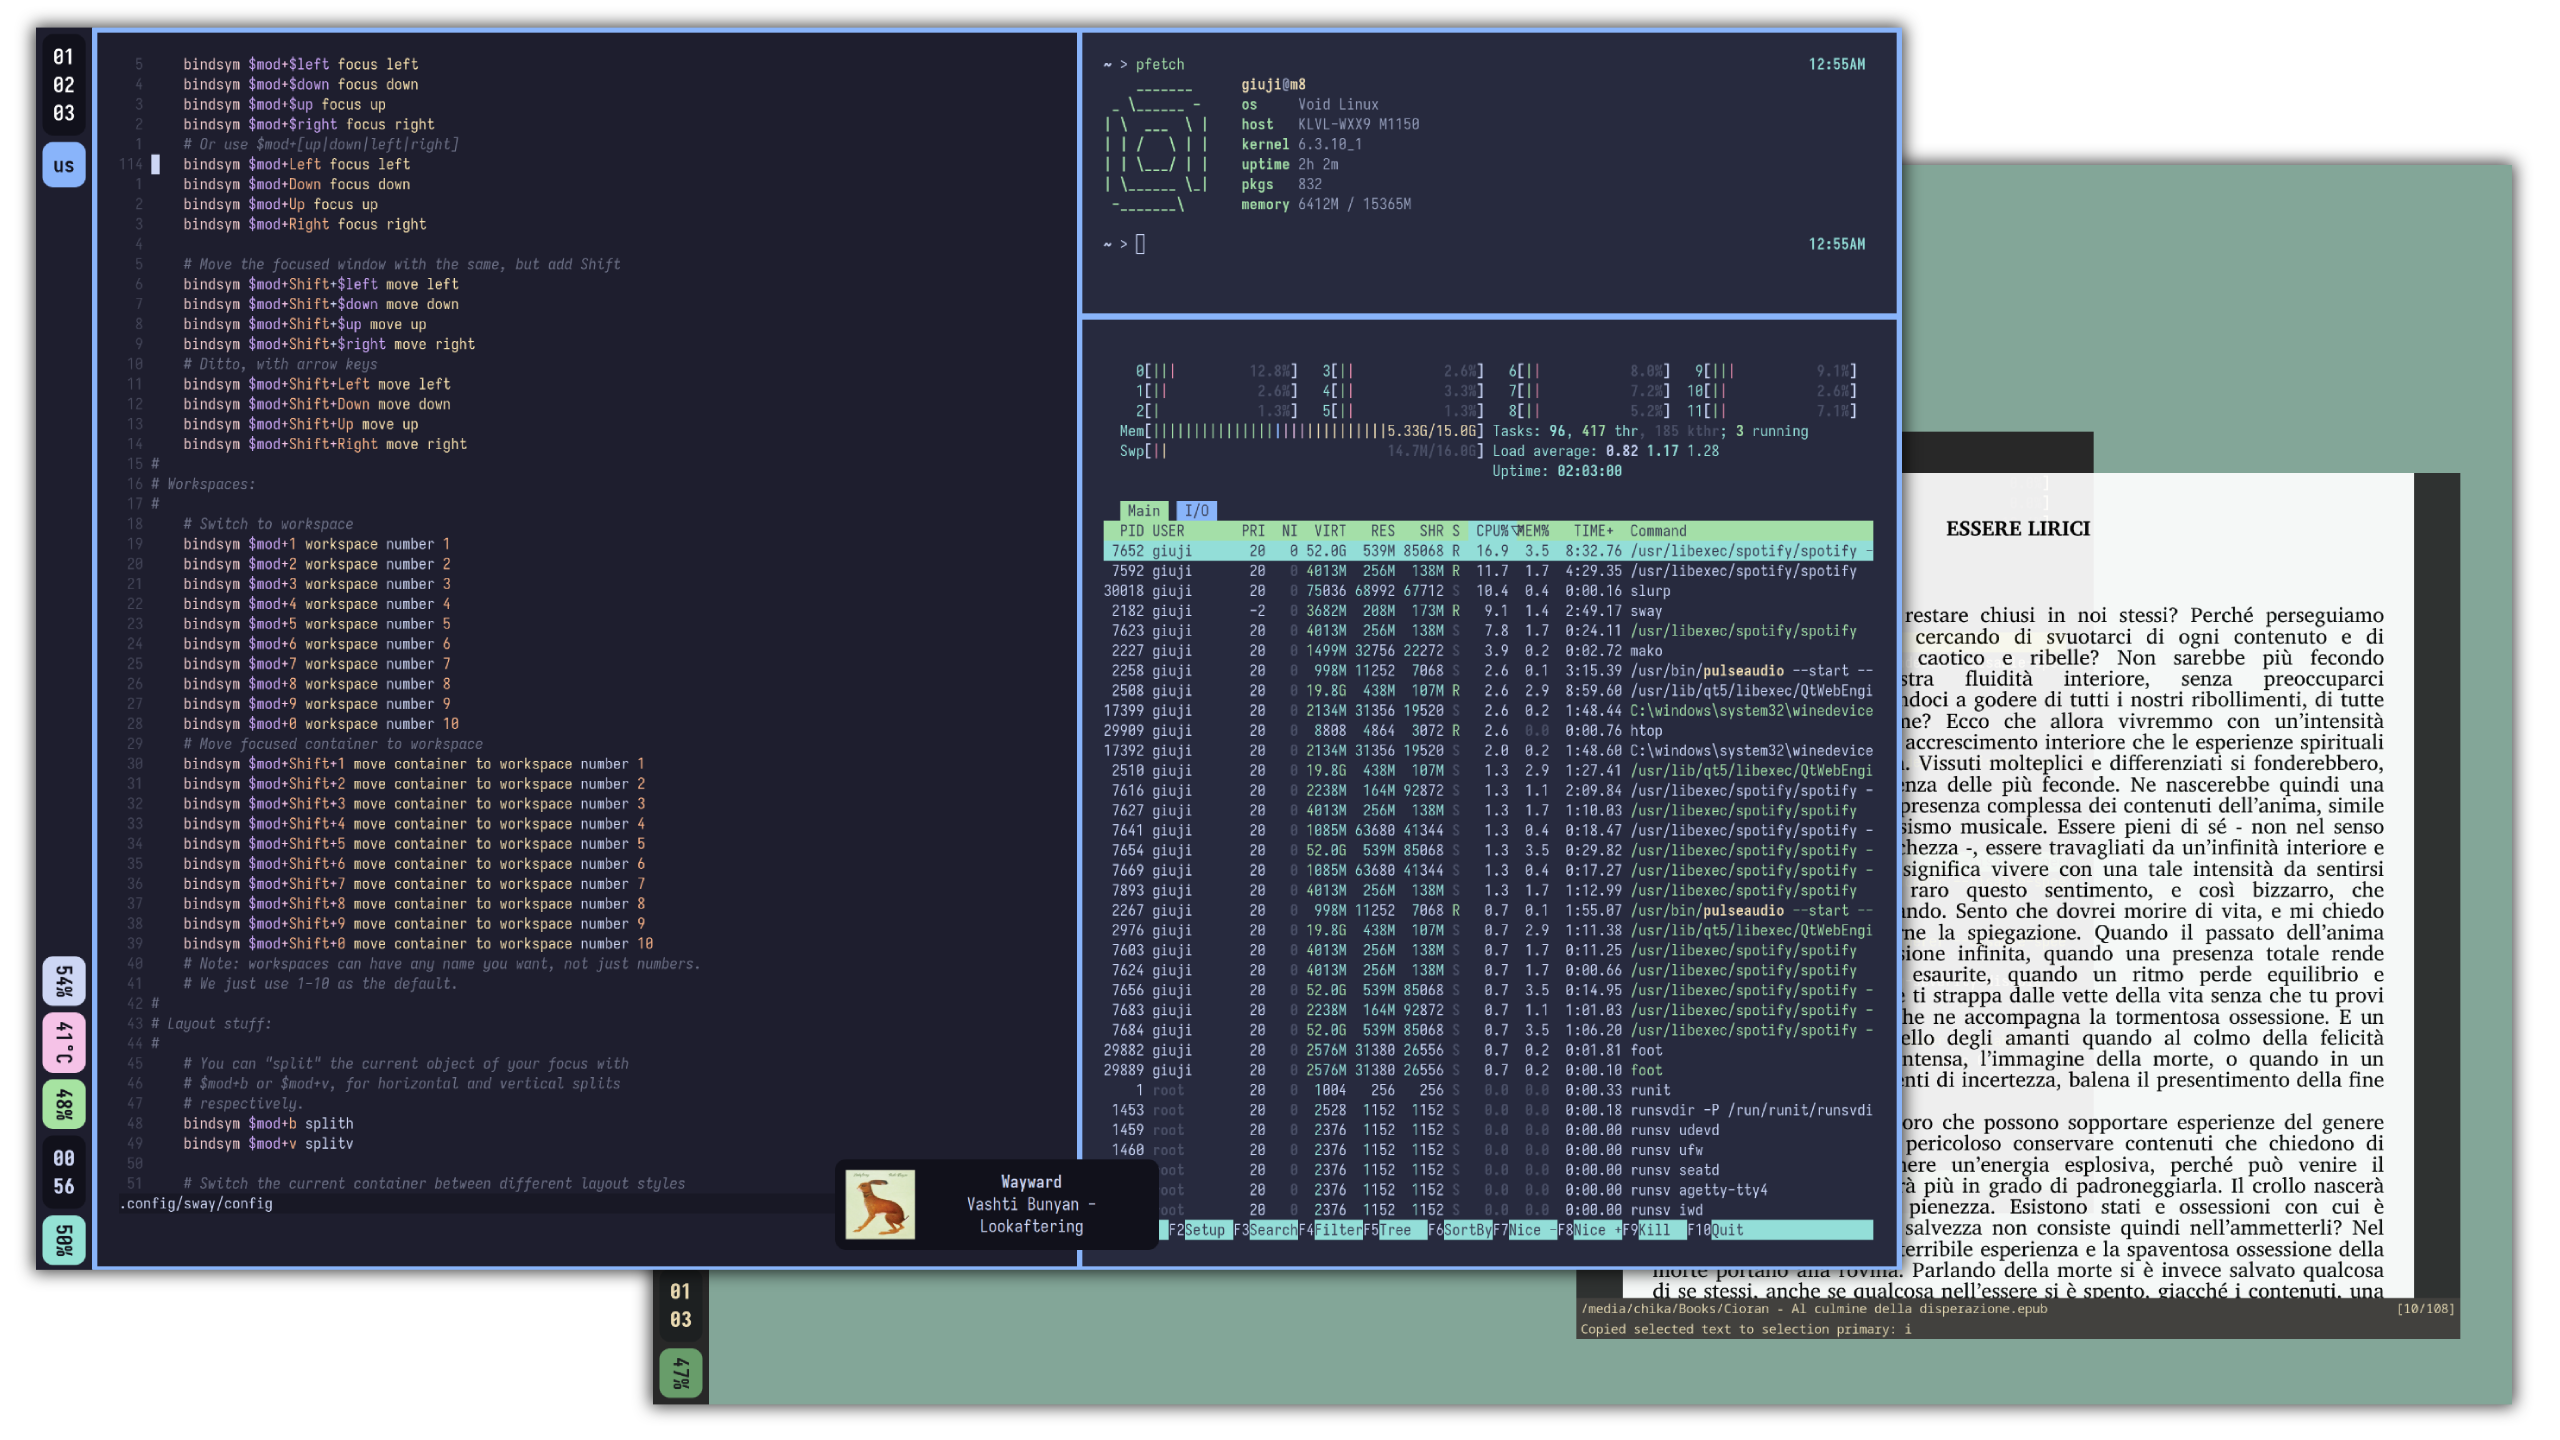 01
02
03
us
54%
41°C
48%
00
56
50%
5 bindsym $mod+$left focus left
4 bindsym $mod+$down focus down
3 bindsym $mod+$up focus up
2 bindsym $mod+$right focus right
1 # Or use $mod+[up|down|left|right]
114 bindsym $mod+Left focus left
1 bindsym $mod+Down focus down
2 bindsym $mod+Up focus up
3 bindsym $mod+Right focus right
4
5 # Move the focused window with the same, but add Shift
6 bindsym $mod+Shift+$left move left
7 bindsym $mod+Shift+$down move down
8 bindsym $mod+Shift+$up move up
9 bindsym $mod+Shift+$right move right
10 # Ditto, with arrow keys
11 bindsym $mod+Shift+Left move left
12 bindsym $mod+Shift+Down move down
13 bindsym $mod+Shift+Up move up
14 bindsym $mod+Shift+Right move right
15 #
16 # Workspaces:
17 #
18 # Switch to workspace
19 bindsym $mod+1 workspace number 1
20 bindsym $mod+2 workspace number 2
21 bindsym $mod+3 workspace number 3
22 bindsym $mod+4 workspace number 4
23 bindsym $mod+5 workspace number 5
24 bindsym $mod+6 workspace number 6
25 bindsym $mod+7 workspace number 7
26 bindsym $mod+8 workspace number 8
27 bindsym $mod+9 workspace number 9
28 bindsym $mod+0 workspace number 10
29 # Move focused container to workspace
30 bindsym $mod+Shift+1 move container to workspace number 1
31 bindsym $mod+Shift+2 move container to workspace number 2
32 bindsym $mod+Shift+3 move container to workspace number 3
33 bindsym $mod+Shift+4 move container to workspace number 4
34 bindsym $mod+Shift+5 move container to workspace number 5
35 bindsym $mod+Shift+6 move container to workspace number 6
36 bindsym $mod+Shift+7 move container to workspace number 7
37 bindsym $mod+Shift+8 move container to workspace number 8
38 bindsym $mod+Shift+9 move container to workspace number 9
39 bindsym $mod+Shift+0 move container to workspace number 10
40 # Note: workspaces can have any name you want, not just numbers.
41 # We just use 1-10 as the default.
42 #
43 # Layout stuff:
44 #
45 # You can "split" the current object of your focus with
46 # $mod+b or $mod+v, for horizontal and vertical splits
47 # respectively.
48 bindsym $mod+b splith
49 bindsym $mod+v splitv
50
51 # Switch the current container between different layout styles
.config/sway/config
Wayward
Vashti Bunyan -
Lookaftering
~ > pfetch 12:55AM
giuji@m8
os Void Linux
host KLVL-WXX9 M1150
kernel 6.3.10_1
uptime 2h 2m
pkgs 832
memory 6412M / 15365M
~ > 12:55AM
0[||| 12.8%] 3[|| 2.6%] 6[|| 8.0%] 9[||| 9.1%]
1[|| 2.6%] 4[|| 3.3%] 7[|| 7.2%] 10[|| 2.6%]
2[| 1.3%] 5[|| 1.3%] 8[|| 5.2%] 11[|| 7.1%]
Mem[|||||||||||||||||||||||||||||5.33G/15.0G] Tasks: 96, 417 thr, 185 kthr; 3 running
Swp[|| 14.7M/16.0G] Load average: 0.82 1.17 1.28
Uptime: 02:03:00
Main I/O
PID USER PRI NI VIRT RES SHR S CPU%▽MEM% TIME+ Command
7652 giuji 20 0 52.0G 539M 85068 R 16.9 3.5 8:32.76 /usr/libexec/spotify/spotify -
7592 giuji 20 0 4013M 256M 138M R 11.7 1.7 4:29.35 /usr/libexec/spotify/spotify
30018 giuji 20 0 75036 68992 67712 S 10.4 0.4 0:00.16 slurp
2182 giuji -2 0 3682M 208M 173M R 9.1 1.4 2:49.17 sway
7623 giuji 20 0 4013M 256M 138M S 7.8 1.7 0:24.11 /usr/libexec/spotify/spotify
2227 giuji 20 0 1499M 32756 22272 S 3.9 0.2 0:02.72 mako
2258 giuji 20 0 998M 11252 7068 S 2.6 0.1 3:15.39 /usr/bin/pulseaudio --start --
2508 giuji 20 0 19.8G 438M 107M R 2.6 2.9 8:59.60 /usr/lib/qt5/libexec/QtWebEngi
17399 giuji 20 0 2134M 31356 19520 S 2.6 0.2 1:48.44 C:\windows\system32\winedevice
29909 giuji 20 0 8808 4864 3072 R 2.6 0.0 0:00.76 htop
17392 giuji 20 0 2134M 31356 19520 S 2.0 0.2 1:48.60 C:\windows\system32\winedevice
2510 giuji 20 0 19.8G 438M 107M S 1.3 2.9 1:27.41 /usr/lib/qt5/libexec/QtWebEngi
7616 giuji 20 0 2238M 164M 92872 S 1.3 1.1 2:09.84 /usr/libexec/spotify/spotify -
7627 giuji 20 0 4013M 256M 138M S 1.3 1.7 1:10.03 /usr/libexec/spotify/spotify
7641 giuji 20 0 1085M 63680 41344 S 1.3 0.4 0:18.47 /usr/libexec/spotify/spotify -
7654 giuji 20 0 52.0G 539M 85068 S 1.3 3.5 0:29.82 /usr/libexec/spotify/spotify -
7669 giuji 20 0 1085M 63680 41344 S 1.3 0.4 0:17.27 /usr/libexec/spotify/spotify -
7893 giuji 20 0 4013M 256M 138M S 1.3 1.7 1:12.99 /usr/libexec/spotify/spotify
2267 giuji 20 0 998M 11252 7068 R 0.7 0.1 1:55.07 /usr/bin/pulseaudio --start --
2976 giuji 20 0 19.8G 438M 107M S 0.7 2.9 1:11.38 /usr/lib/qt5/libexec/QtWebEngi
7603 giuji 20 0 4013M 256M 138M S 0.7 1.7 0:11.25 /usr/libexec/spotify/spotify
7624 giuji 20 0 4013M 256M 138M S 0.7 1.7 0:00.66 /usr/libexec/spotify/spotify
7656 giuji 20 0 52.0G 539M 85068 S 0.7 3.5 0:14.95 /usr/libexec/spotify/spotify -
7683 giuji 20 0 2238M 164M 92872 S 0.7 1.1 1:01.03 /usr/libexec/spotify/spotify -
7684 giuji 20 0 52.0G 539M 85068 S 0.7 3.5 1:06.20 /usr/libexec/spotify/spotify -
29882 giuji 20 0 2576M 31380 26556 S 0.7 0.2 0:01.81 foot
29889 giuji 20 0 2576M 31380 26556 S 0.7 0.2 0:00.10 foot
1 root 20 0 1004 256 256 S 0.0 0.0 0:00.33 runit
1453 root 20 0 2528 1152 1152 S 0.0 0.0 0:00.18 runsvdir -P /run/runit/runsvdi
1459 root 20 0 2376 1152 1152 S 0.0 0.0 0:00.00 runsv udevd
1460 root 20 0 2376 1152 1152 S 0.0 0.0 0:00.00 runsv ufw
oot 20 0 2376 1152 1152 S 0.0 0.0 0:00.00 runsv seatd
oot 20 0 2376 1152 1152 S 0.0 0.0 0:00.00 runsv agetty-tty4
oot 20 0 2376 1152 1152 S 0.0 0.0 0:00.00 runsv iwd
F2Setup F3SearchF4FilterF5Tree F6SortByF7Nice -F8Nice +F9Kill F10Quit
ESSERE LIRICI
restare chiusi in noi stessi? Perché perseguiamo
cercando di svuotarci di ogni contenuto e di
caotico e ribelle? Non sarebbe più fecondo
stra fluidità interiore, senza preoccuparci
ndoci a godere di tutti i nostri ribollimenti, di tutte
ne? Ecco che allora vivremmo con un'intensità
accrescimento interiore che le esperienze spirituali
. Vissuti molteplici e differenziati si fonderebbero,
nza delle più feconde. Ne nascerebbe quindi una
presenza complessa dei contenuti dell'anima, simile
sismo musicale. Essere pieni di sé - non nel senso
chezza -, essere travagliati da un'infinità interiore e
significa vivere con una tale intensità da sentirsi
raro questo sentimento, e così bizzarro, che
ando. Sento che dovrei morire di vita, e mi chiedo
ne la spiegazione. Quando il passato dell'anima
sione infinita, quando una presenza totale rende
esaurite, quando un ritmo perde equilibrio e
ti strappa dalle vette della vita senza che tu provi
he ne accompagna la tormentosa ossessione. E un
ello degli amanti quando al colmo della felicità
ntensa, l'immagine della morte, o quando in un
nti di incertezza, balena il presentimento della fine
oro che possono sopportare esperienze del genere
pericoloso conservare contenuti che chiedono di
nere un'energia esplosiva, perché può venire il
rà più in grado di padroneggiarla. Il crollo nascerà
pienezza. Esistono stati e ossessioni con cui è
salvezza non consiste quindi nell'ammetterli? Nel
terribile esperienza e la spaventosa ossessione della
morte portano alla rovina. Parlando della morte si è invece salvato qualcosa
di se stessi, anche se qualcosa nell'essere si è spento, giacché i contenuti, una
/media/chika/Books/Cioran - Al culmine della disperazione.epub [10/108]
Copied selected text to selection primary: i
01
03
47%